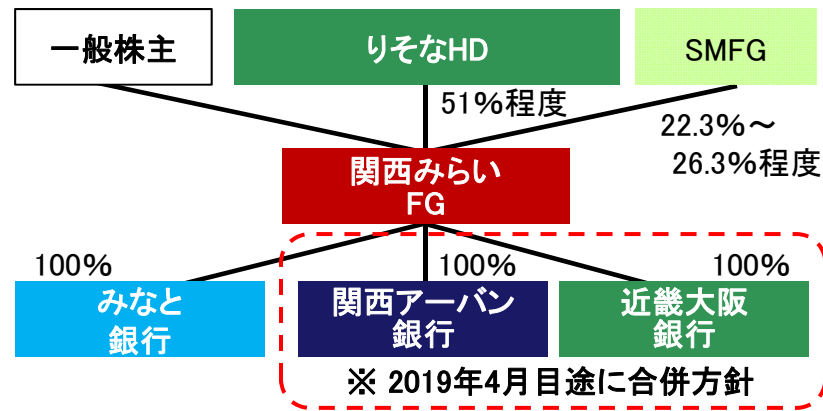 一般株主
りそなHD
SMFG
51%程度
22.3%~
26.3%程度
関西みらい
FG
100%
100%
100%
みなと
銀行
関西アーバン
銀行
近畿大阪
銀行
※ 2019年4月目途に合併方針